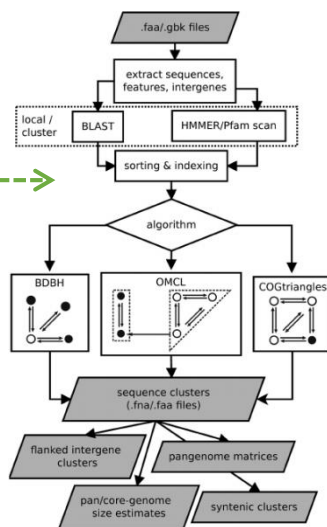 .faa/.gbk files
extract sequences,
features, intergenes
local /
cluster
BLAST
HMMER/Pfam scan
sorting & indexing
algorithm
BDBH
OMCL
COGtriangles
sequence clusters
(.fna/.faa files)
flanked intergene
clusters
pangenome matrices
pan/core-genome
size estimates
syntenic clusters